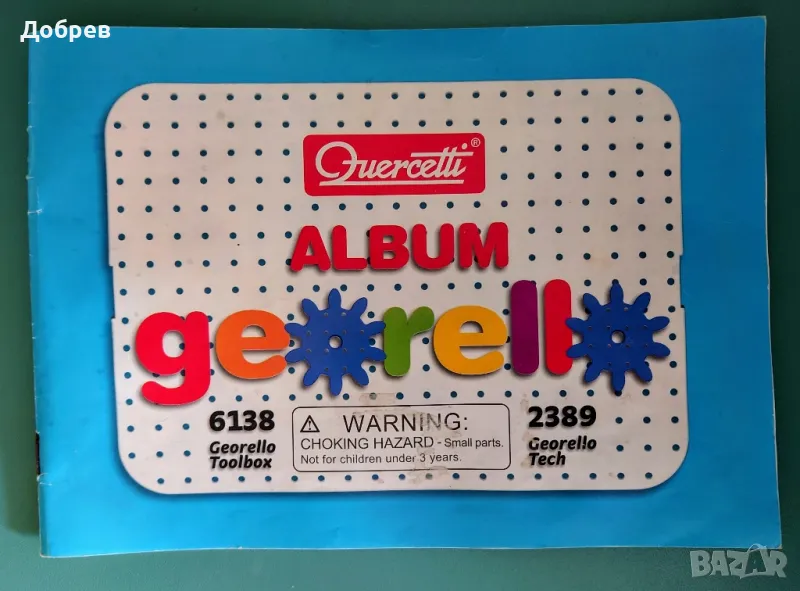 Добрев
Quercetti®
ALBUM
georello
6138
Georello
Toolbox
WARNING:
CHOKING HAZARD - Small parts.
Not for children under 3 years.
2389
Georello
Tech
BAZAR